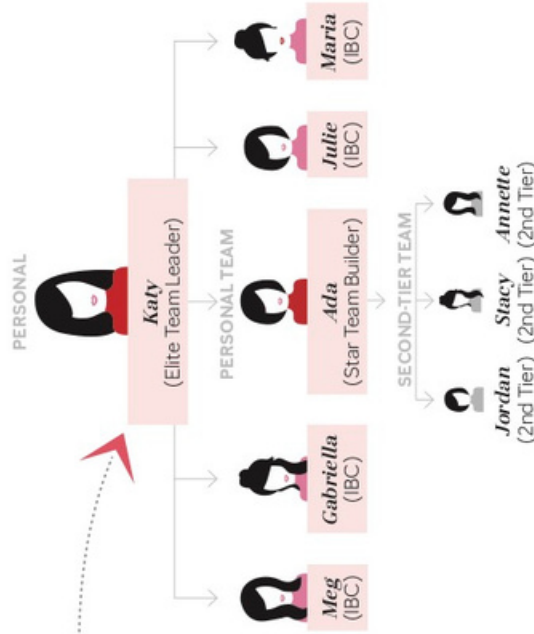 PERSONAL
Katy
(Elite Team Leader)
PERSONAL TEAM
Meg
(IBC)
Gabriella
(IBC)
Ada
(Star Team Builder)
Julie
(IBC)
Maria
(IBC)
SECOND-TIER TEAM
Jordan
(2nd Tier)
Stacy
(2nd Tier)
Annette
(2nd Tier)